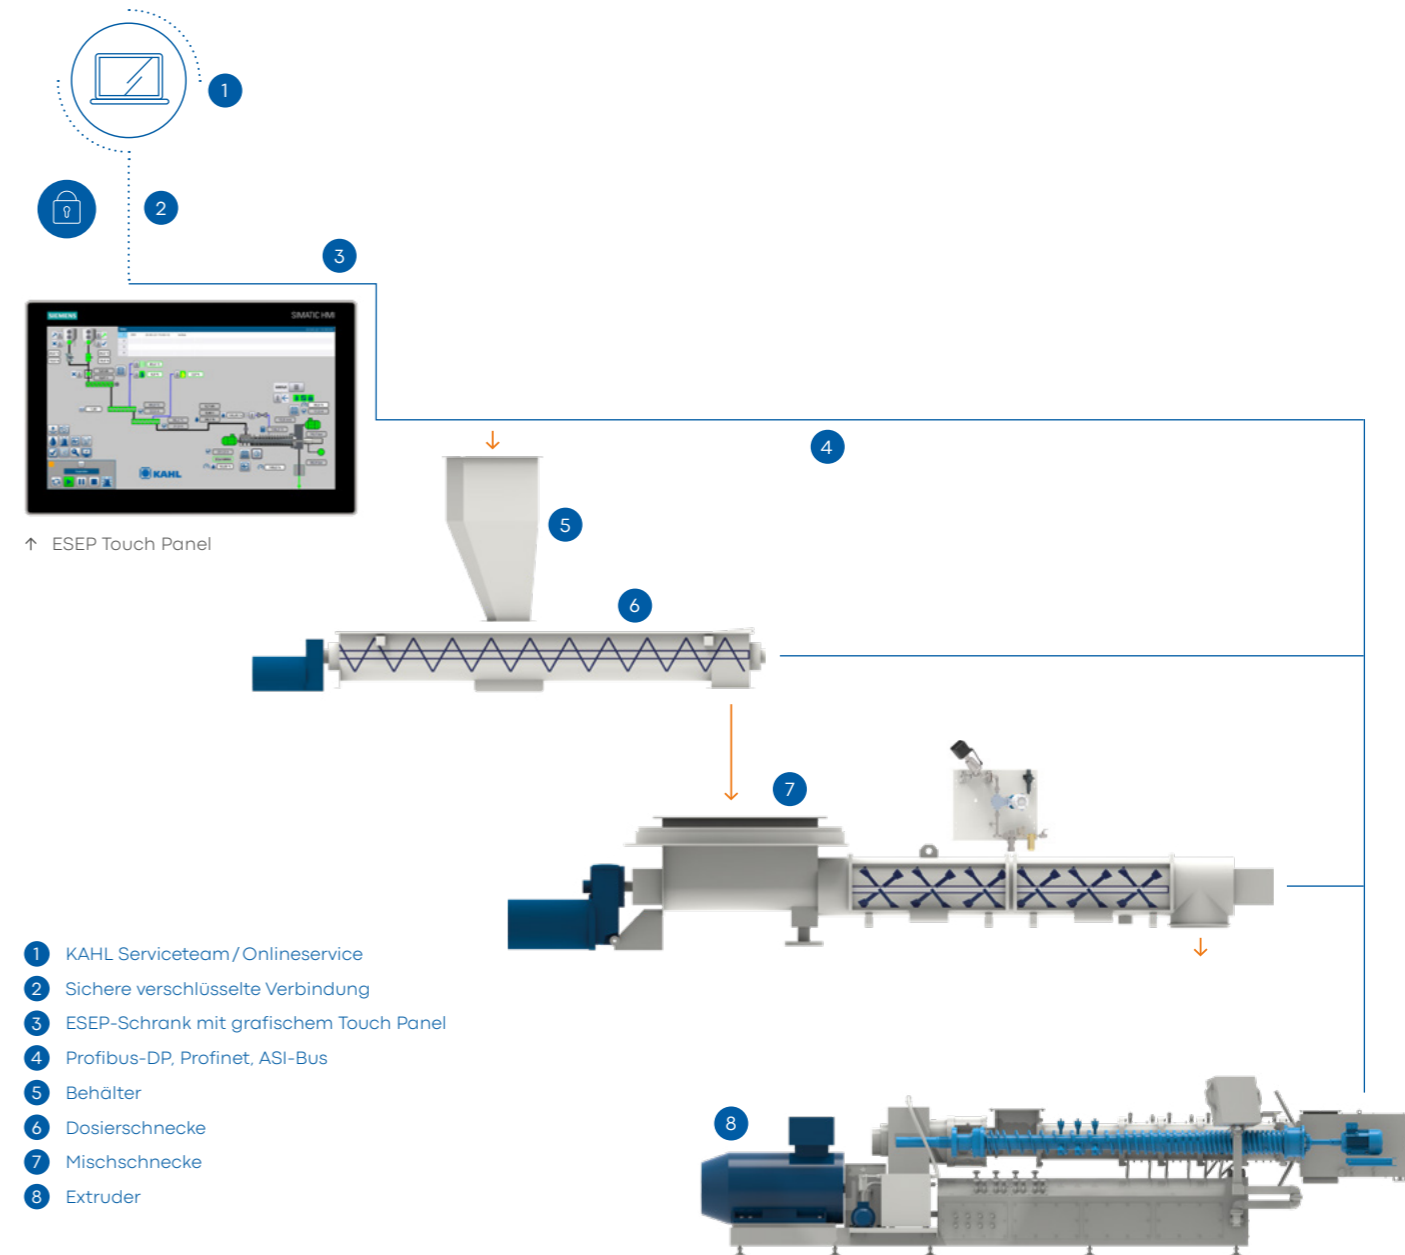 1
2
3
SIEMENS
SIMATIC HMI
KAHL
↑ ESEP Touch Panel
4
5
6
7
8
1 KAHL Serviceteam / Onlineservice
2 Sichere verschlüsselte Verbindung
3 ESEP-Schrank mit grafischem Touch Panel
4 Profibus-DP, Profinet, ASI-Bus
5 Behälter
6 Dosierschnecke
7 Mischschnecke
8 Extruder